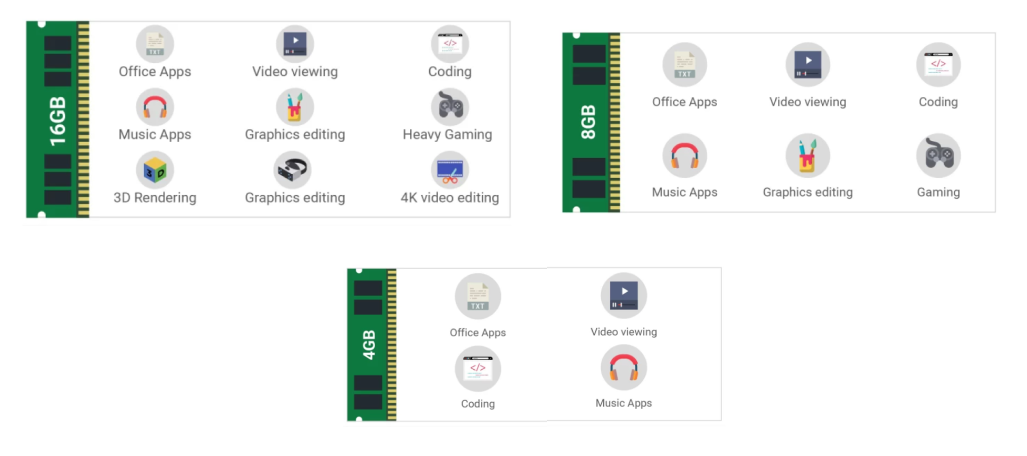 16GB
TXT
Office Apps
Video viewing
</>
Coding
Music Apps
Graphics editing
Heavy Gaming
3D
3D Rendering
Graphics editing
4K video editing
8GB
TXT
Office Apps
Video viewing
</>
Coding
Music Apps
Graphics editing
Gaming
4GB
TXT
Office Apps
Video viewing
</>
Coding
Music Apps